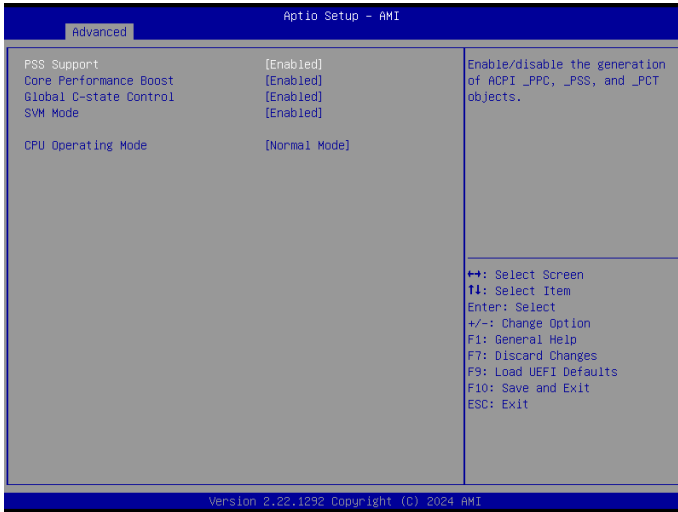 Aptio Setup – AMI
Advanced
PSS Support [Enabled]
Core Performance Boost [Enabled]
Global C-state Control [Enabled]
SVM Mode [Enabled]
CPU Operating Mode [Normal Mode]
Enable/disable the generation
of ACPI _PPC, _PSS, and _PCT
objects.
↔: Select Screen
↑↓: Select Item
Enter: Select
+/-: Change Option
F1: General Help
F7: Discard Changes
F9: Load UEFI Defaults
F10: Save and Exit
ESC: Exit
Version 2.22.1292 Copyright (C) 2024 AMI